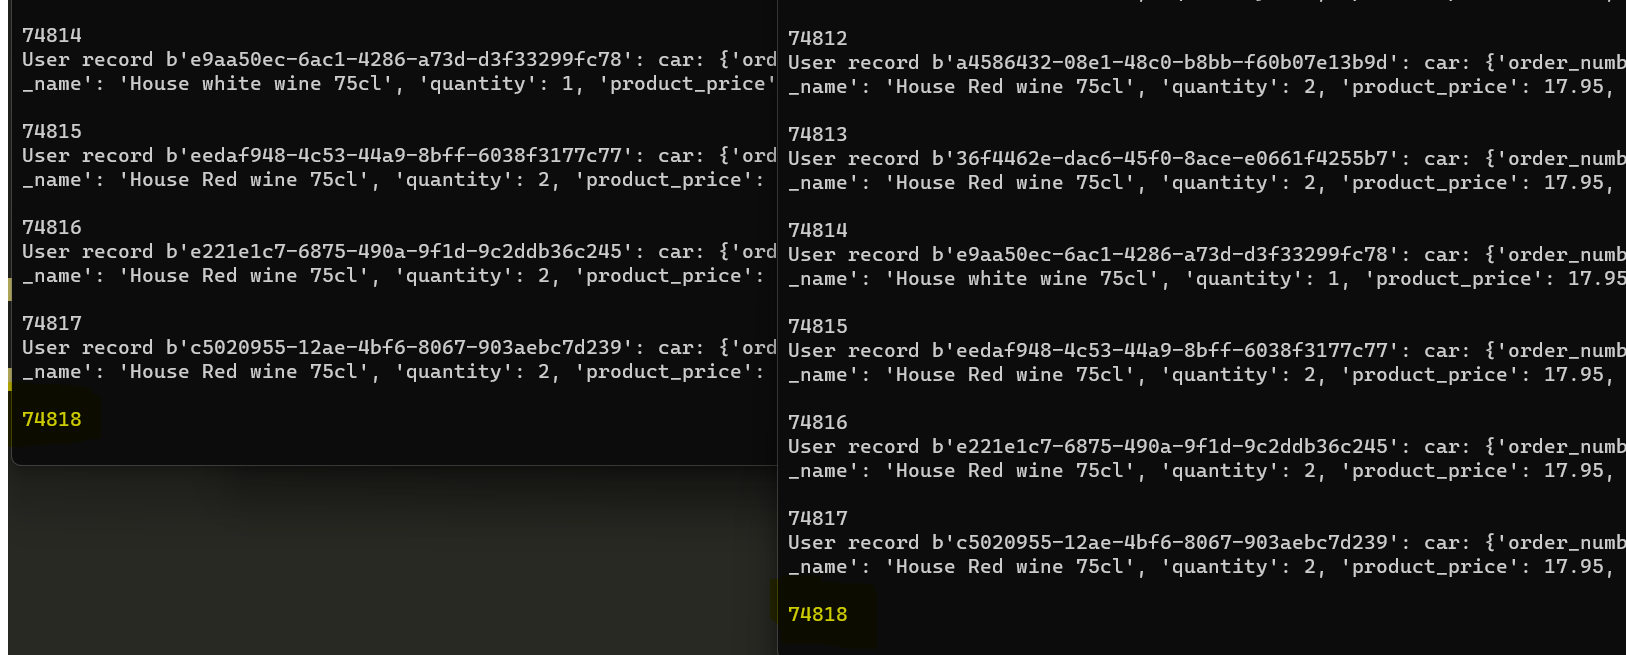 74814
User record b'e9aa50ec-6ac1-4286-a73d-d3f33299fc78': car: {'ord
_name': 'House white wine 75cl', 'quantity': 1, 'product_price'
74815
User record b'eedaf948-4c53-44a9-8bff-6038f3177c77': car: {'ord
_name': 'House Red wine 75cl', 'quantity': 2, 'product_price':
74816
User record b'e221e1c7-6875-490a-9f1d-9c2ddb36c245': car: {'ord
_name': 'House Red wine 75cl', 'quantity': 2, 'product_price':
74817
User record b'c5020955-12ae-4bf6-8067-903aebc7d239': car: {'ord
_name': 'House Red wine 75cl', 'quantity': 2, 'product_price':
74818
74812
User record b'a4586432-08e1-48c0-b8bb-f60b07e13b9d': car: {'order_numb
_name': 'House Red wine 75cl', 'quantity': 2, 'product_price': 17.95,
74813
User record b'36f4462e-dac6-45f0-8ace-e0661f4255b7': car: {'order_numb
_name': 'House Red wine 75cl', 'quantity': 2, 'product_price': 17.95,
74814
User record b'e9aa50ec-6ac1-4286-a73d-d3f33299fc78': car: {'order_numb
_name': 'House white wine 75cl', 'quantity': 1, 'product_price': 17.95
74815
User record b'eedaf948-4c53-44a9-8bff-6038f3177c77': car: {'order_numb
_name': 'House Red wine 75cl', 'quantity': 2, 'product_price': 17.95,
74816
User record b'e221e1c7-6875-490a-9f1d-9c2ddb36c245': car: {'order_numb
_name': 'House Red wine 75cl', 'quantity': 2, 'product_price': 17.95,
74817
User record b'c5020955-12ae-4bf6-8067-903aebc7d239': car: {'order_numb
_name': 'House Red wine 75cl', 'quantity': 2, 'product_price': 17.95,
74818